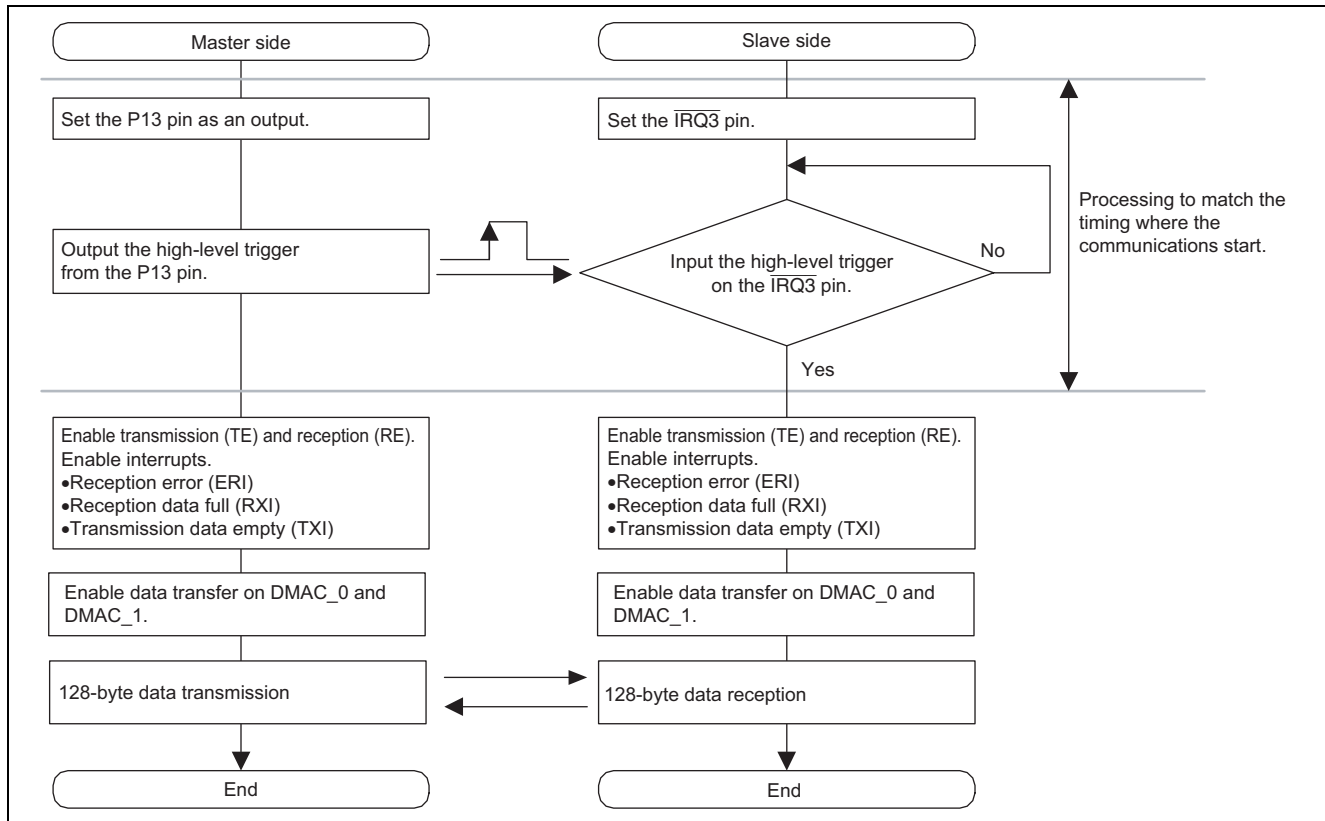 Master side
Slave side
Set the P13 pin as an output.
Set the I̅R̅Q̅3̅ pin.
Output the high-level trigger
from the P13 pin.
Input the high-level trigger
on the I̅R̅Q̅3̅ pin.
No
Yes
Processing to match the
timing where the
communications start.
Enable transmission (TE) and reception (RE).
Enable interrupts.
•Reception error (ERI)
•Reception data full (RXI)
•Transmission data empty (TXI)
Enable transmission (TE) and reception (RE).
Enable interrupts.
•Reception error (ERI)
•Reception data full (RXI)
•Transmission data empty (TXI)
Enable data transfer on DMAC_0 and
DMAC_1.
Enable data transfer on DMAC_0 and
DMAC_1.
128-byte data transmission
128-byte data reception
End
End